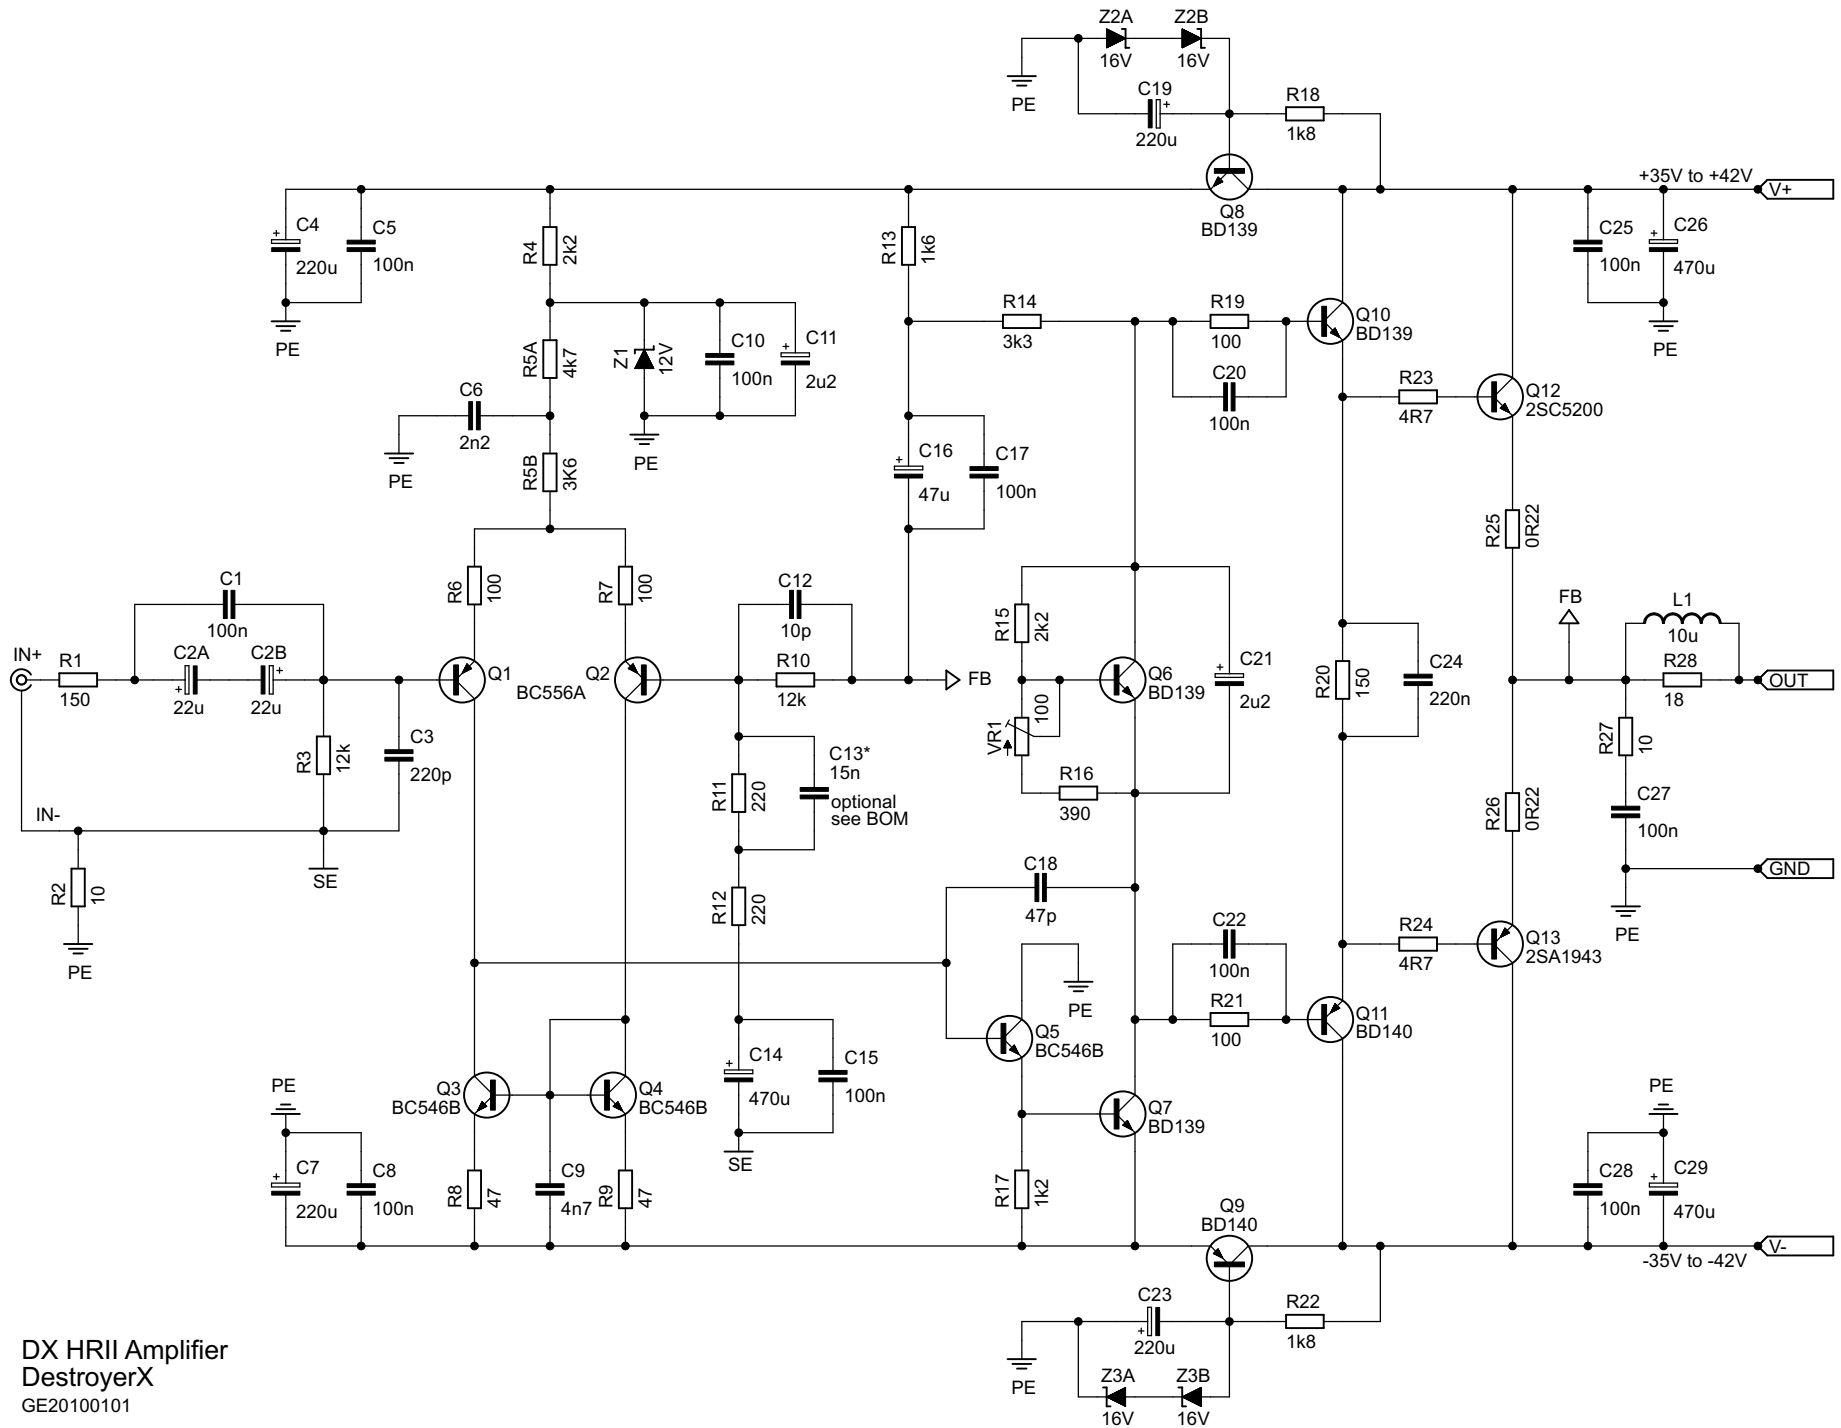 Z2A
Z2B
16V
16V
PE
C19
+
220u
R18
1k8
Q8
BD139
+35V to +42V
V+
+
C4
220u
C5
100n
PE
R4
2k2
R13
1k6
C25
100n
+
C26
470u
PE
R14
3k3
R19
100
C20
100n
Q10
BD139
R5A
4k7
Z1
12V
C10
100n
+
C11
2u2
PE
C6
2n2
PE
R5B
3K6
+
C16
47u
C17
100n
R23
4R7
Q12
2SC5200
R25
0R22
C1
100n
R6
100
R7
100
C12
10p
R15
2k2
FB
L1
10u
IN+
R1
150
C2A
+
22u
C2B
+
22u
Q1
BC556A
Q2
R10
12k
FB
Q6
BD139
+
C21
2u2
R20
150
C24
220n
R28
18
OUT
R3
12k
C3
220p
C13*
15n
optional
see BOM
R11
220
VR1
100
R16
390
R26
0R22
R27
10
C27
100n
IN-
R2
10
PE
SE
R12
220
C18
47p
GND
PE
C22
100n
R21
100
R24
4R7
Q13
2SA1943
Q11
BD140
PE
Q5
BC546B
Q3
BC546B
Q4
BC546B
+
C14
470u
C15
100n
SE
Q7
BD139
PE
+
C7
220u
C8
100n
R8
47
C9
4n7
R9
47
R17
1k2
Q9
BD140
PE
C28
100n
+
C29
470u
V-
-35V to -42V
C23
+
220u
R22
1k8
PE
Z3A
16V
Z3B
16V
DX HRII Amplifier
DestroyerX
GE20100101